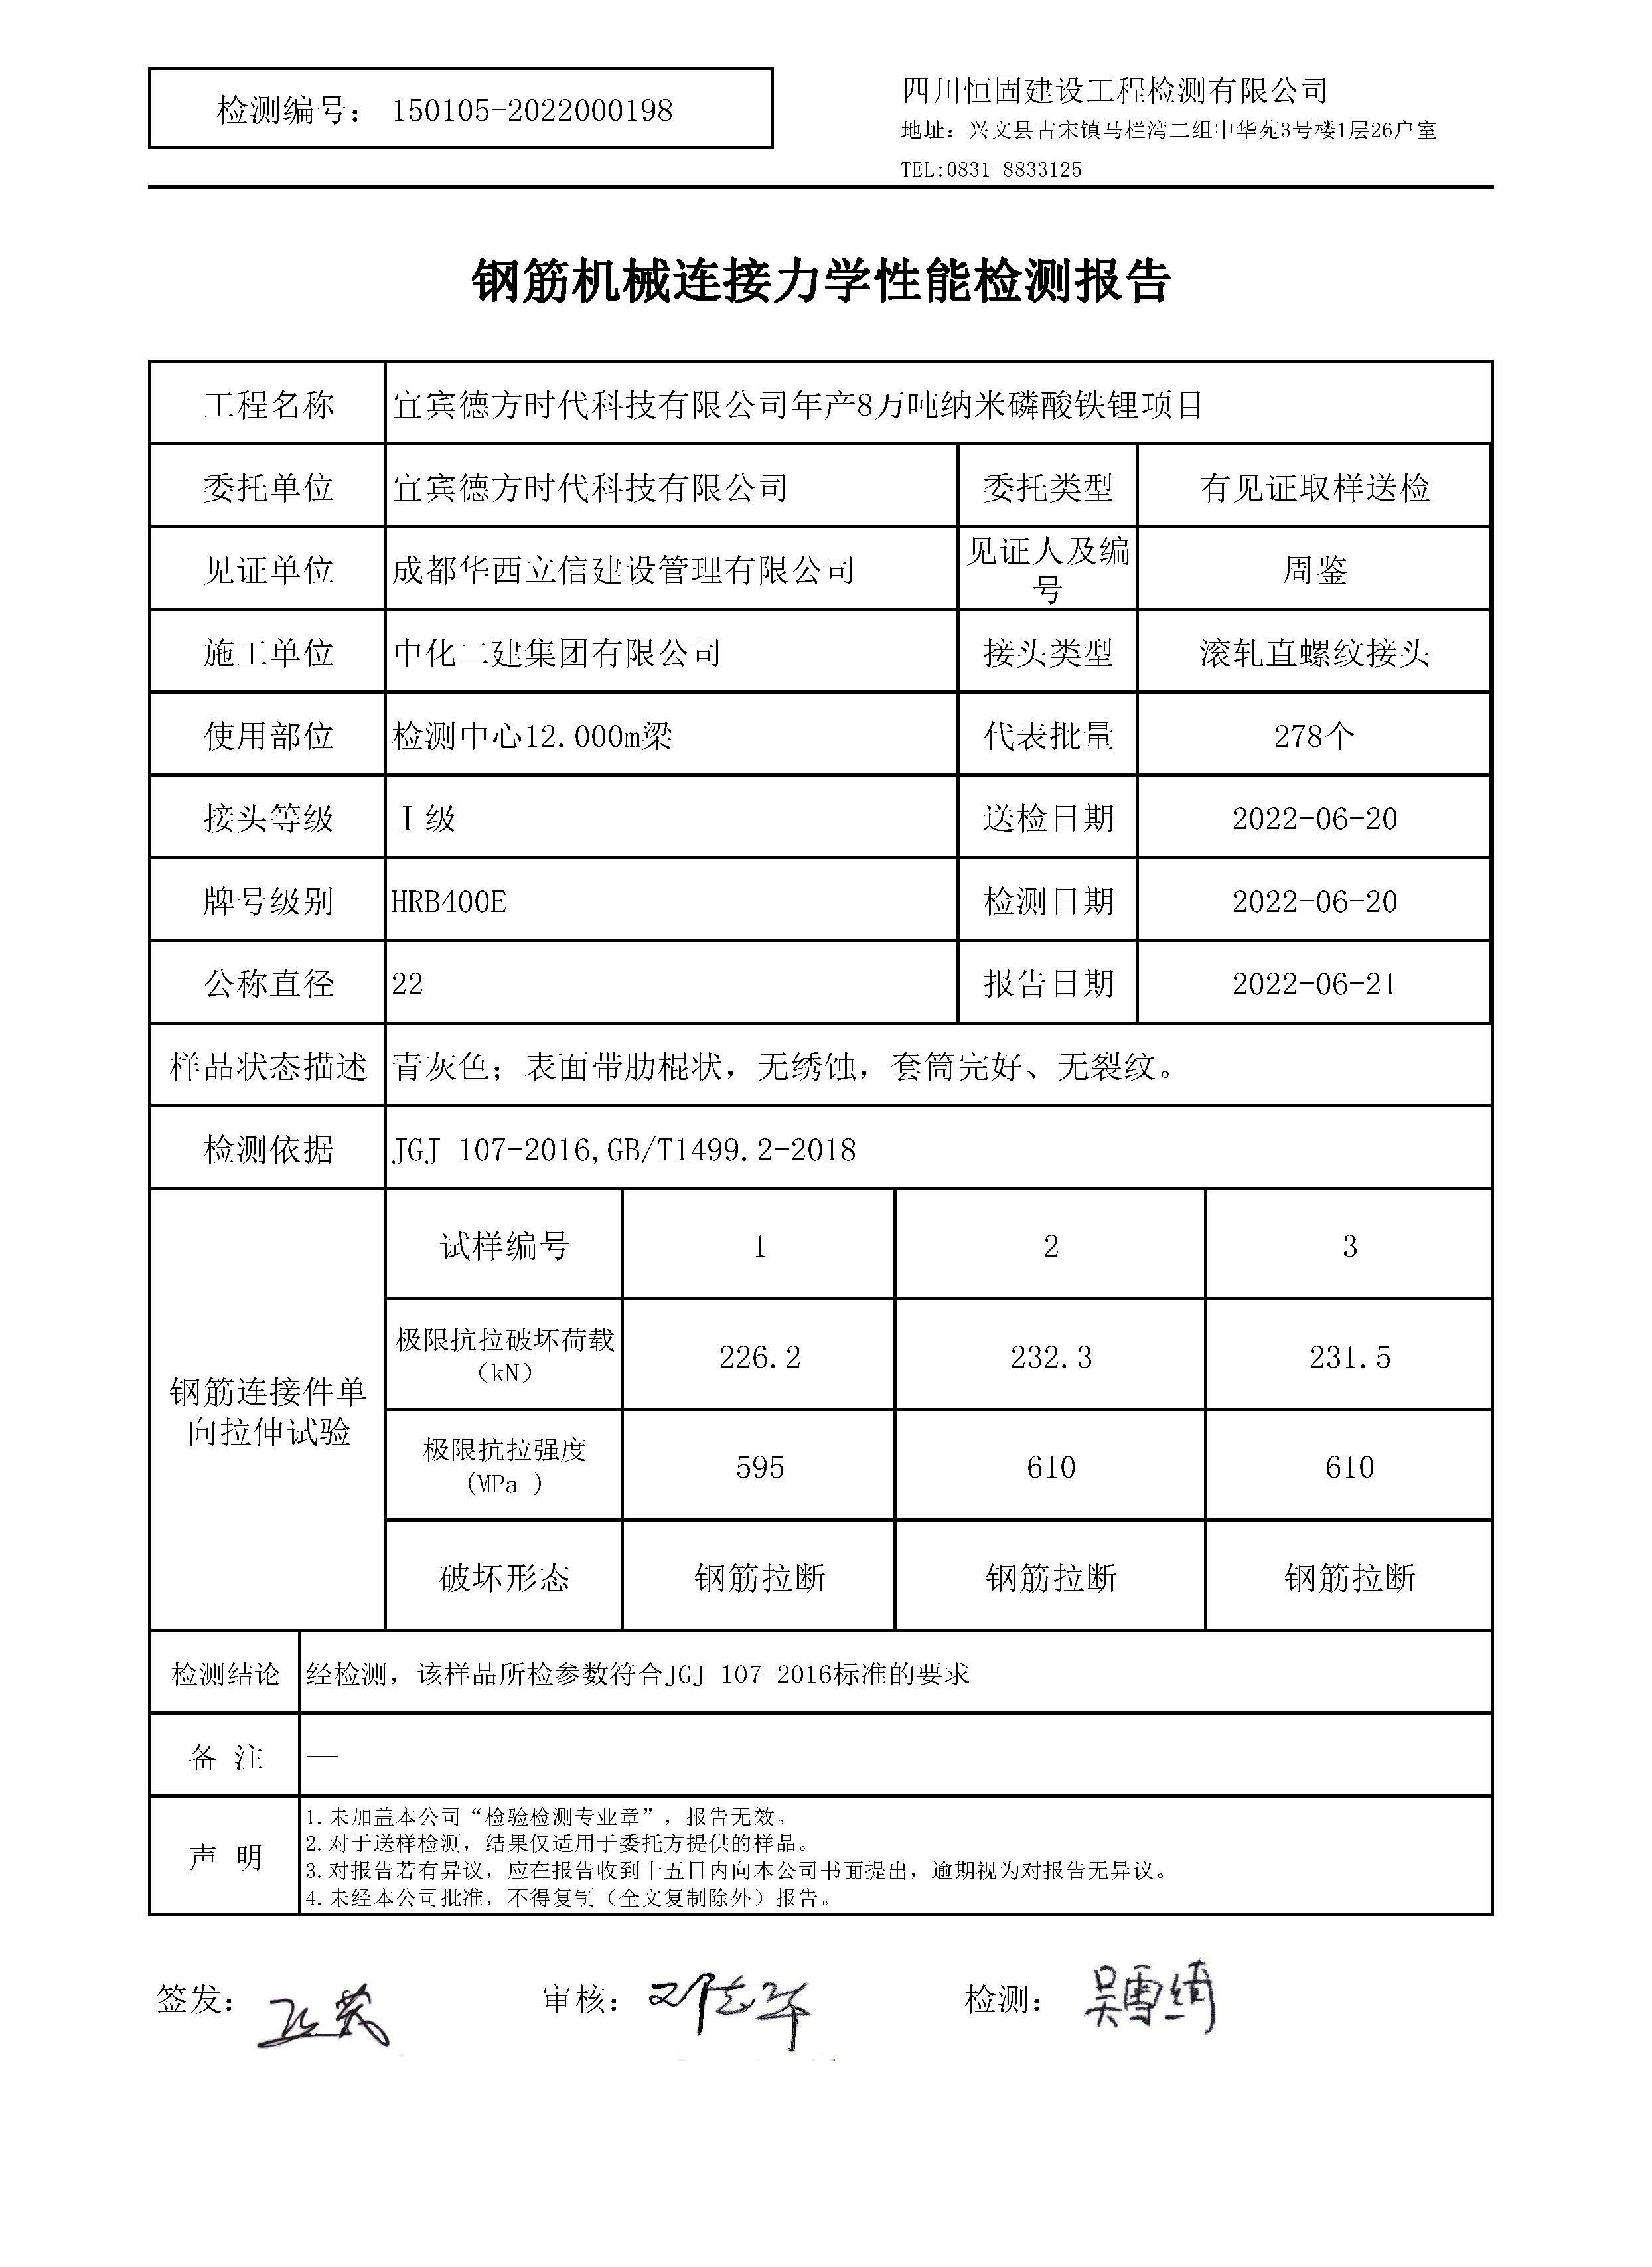 检测编号： 150105-2022000198
四川恒固建设工程检测有限公司
地址：兴文县古宋镇马栏湾二组中华苑3号楼1层26户室
TEL:0831-8833125
钢筋机械连接力学性能检测报告
工程名称 宜宾德方时代科技有限公司年产8万吨纳米磷酸铁锂项目
委托单位 宜宾德方时代科技有限公司 委托类型 有见证取样送检
见证单位 成都华西立信建设管理有限公司 见证人及编号 周鉴
施工单位 中化二建集团有限公司 接头类型 滚轧直螺纹接头
使用部位 检测中心12.000m梁 代表批量 278个
接头等级 Ⅰ级 送检日期 2022-06-20
牌号级别 HRB400E 检测日期 2022-06-20
公称直径 22 报告日期 2022-06-21
样品状态描述 青灰色；表面带肋棍状，无绣蚀，套筒完好、无裂纹。
检测依据 JGJ 107-2016,GB/T1499.2-2018
钢筋连接件单向拉伸试验
试样编号 1 2 3
极限抗拉破坏荷载（kN） 226.2 232.3 231.5
极限抗拉强度(MPa ) 595 610 610
破坏形态 钢筋拉断 钢筋拉断 钢筋拉断
检测结论 经检测，该样品所检参数符合JGJ 107-2016标准的要求
备 注 —
声 明
1.未加盖本公司“检验检测专业章”，报告无效。
2.对于送样检测，结果仅适用于委托方提供的样品。
3.对报告若有异议，应在报告收到十五日内向本公司书面提出，逾期视为对报告无异议。
4.未经本公司批准，不得复制（全文复制除外）报告。
签发： 审核：邓志华 检测：吴雪绮